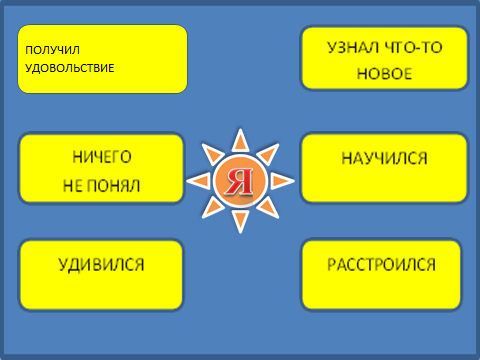 ПОЛУЧИЛ
УДОВОЛЬСТВИЕ
УЗНАЛ ЧТО-ТО
НОВОЕ
НИЧЕГО
НЕ ПОНЯЛ
Я
НАУЧИЛСЯ
УДИВИЛСЯ
РАССТРОИЛСЯ